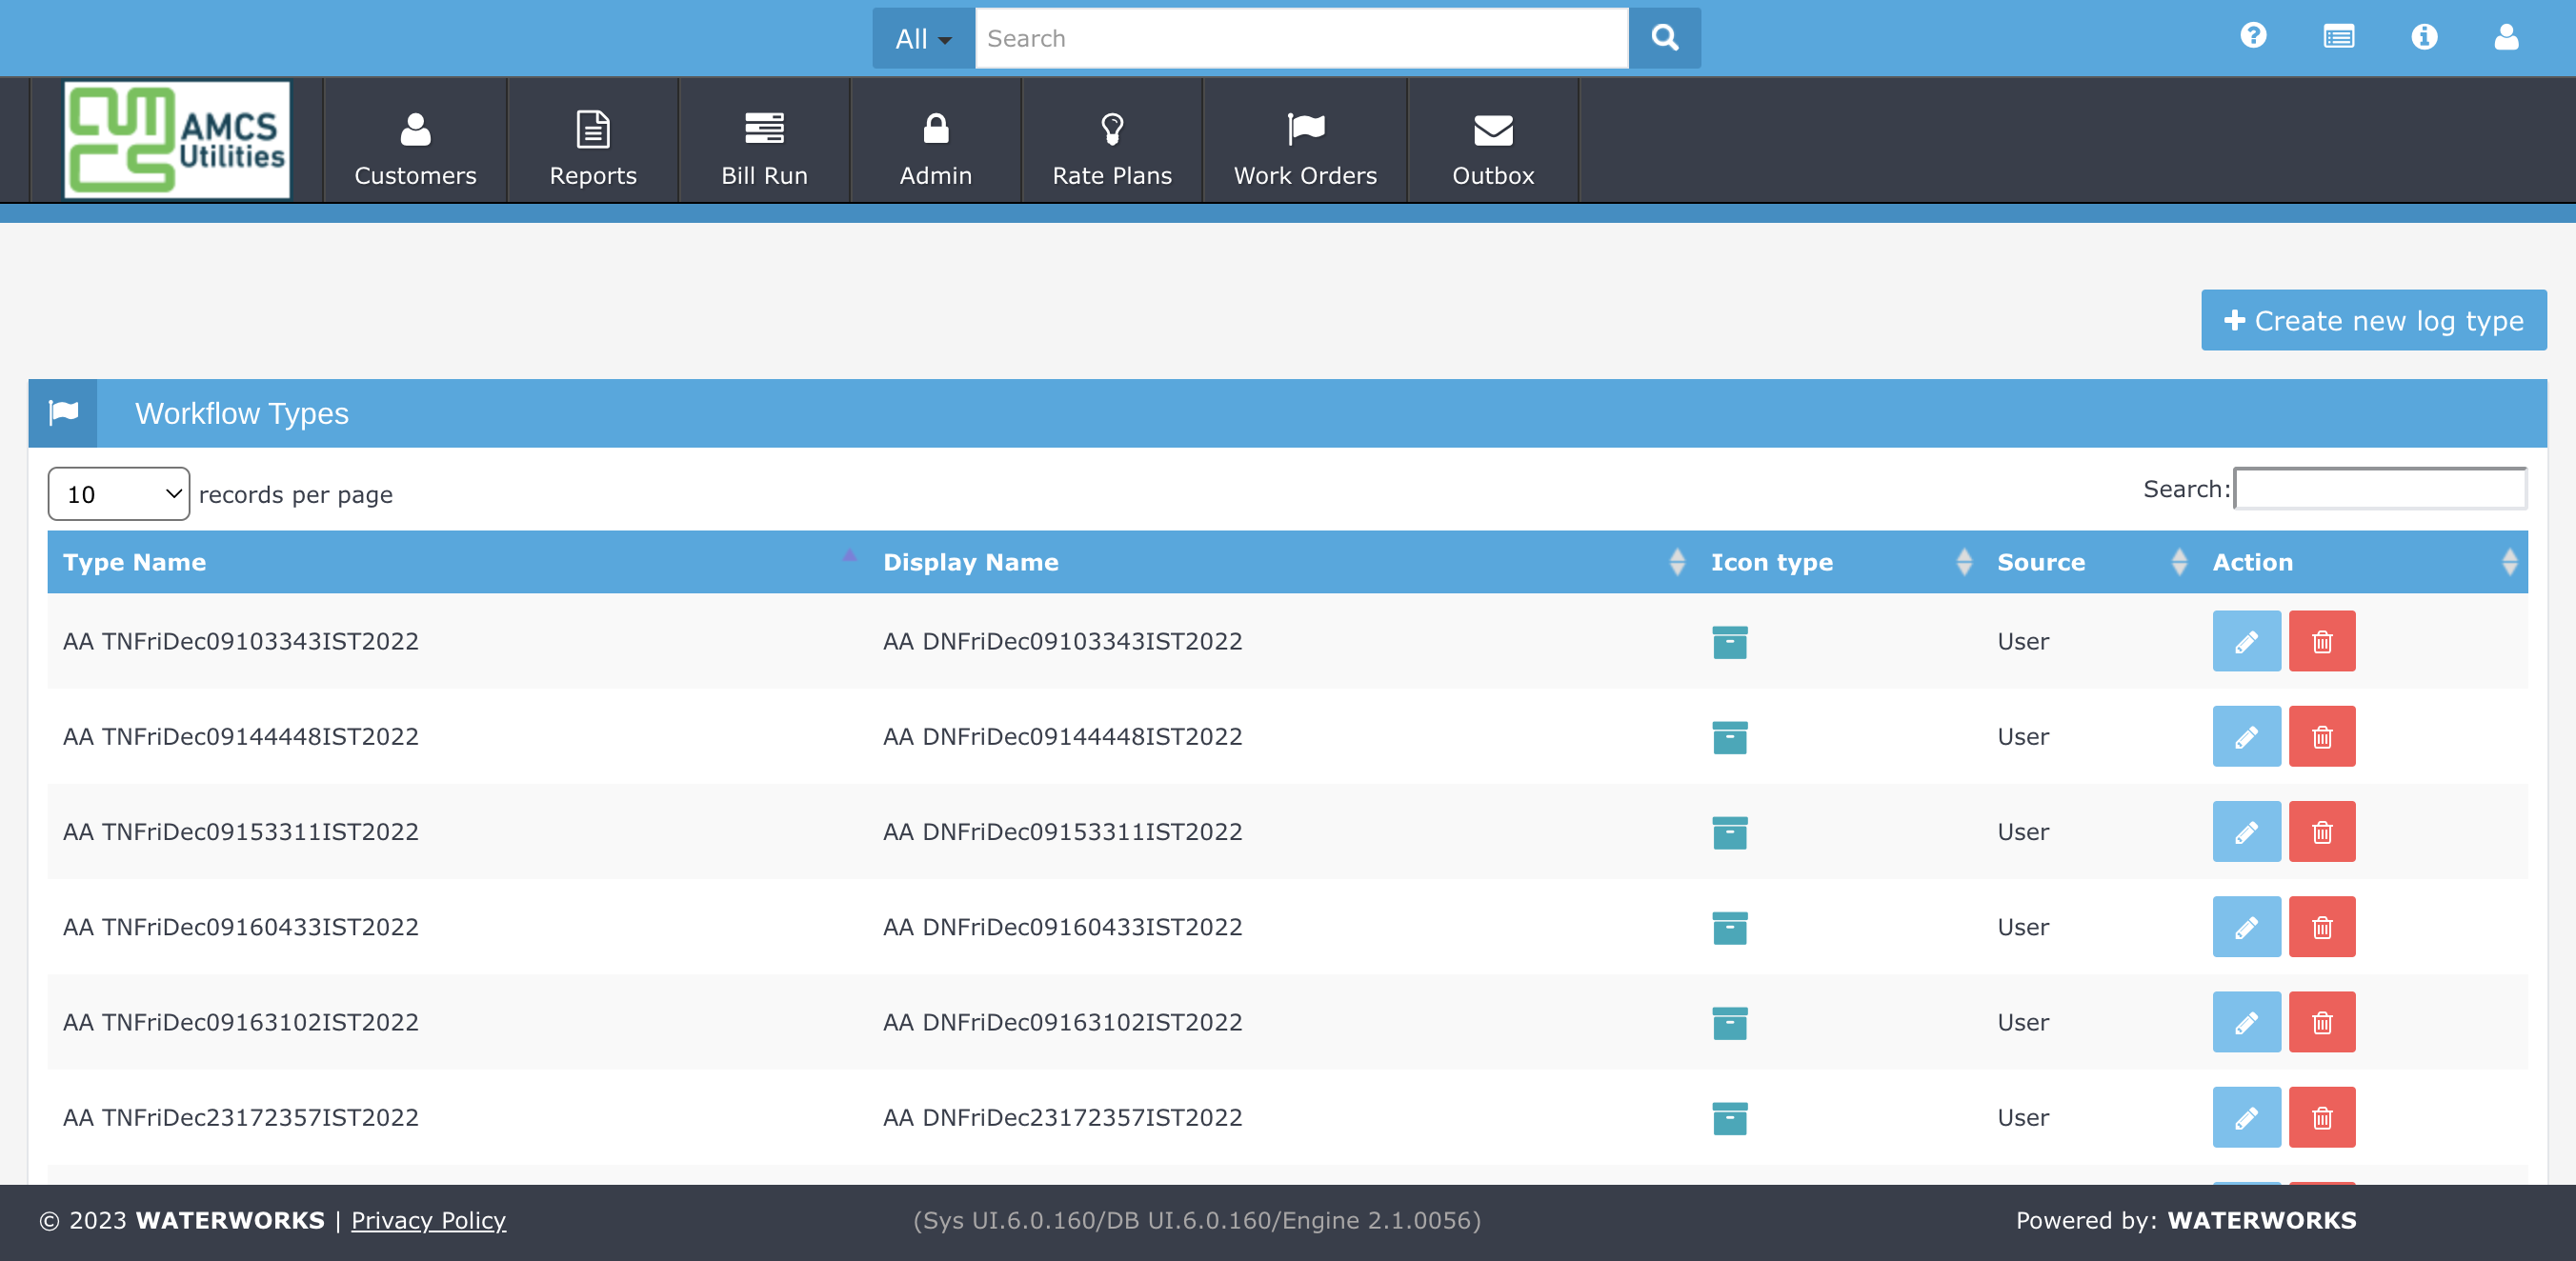 All Search
AMCS
Utilities
Customers Reports Bill Run Admin Rate Plans Work Orders Outbox
Create new log type
Workflow Types
10 records per page Search:
Type Name Display Name Icon type Source Action
AA TNFriDec09103343IST2022 AA DNFriDec09103343IST2022 User
AA TNFriDec09144448IST2022 AA DNFriDec09144448IST2022 User
AA TNFriDec09153311IST2022 AA DNFriDec09153311IST2022 User
AA TNFriDec09160433IST2022 AA DNFriDec09160433IST2022 User
AA TNFriDec09163102IST2022 AA DNFriDec09163102IST2022 User
AA TNFriDec23172357IST2022 AA DNFriDec23172357IST2022 User
© 2023 WATERWORKS | Privacy Policy (Sys UI.6.0.160/DB UI.6.0.160/Engine 2.1.0056) Powered by: WATERWORKS